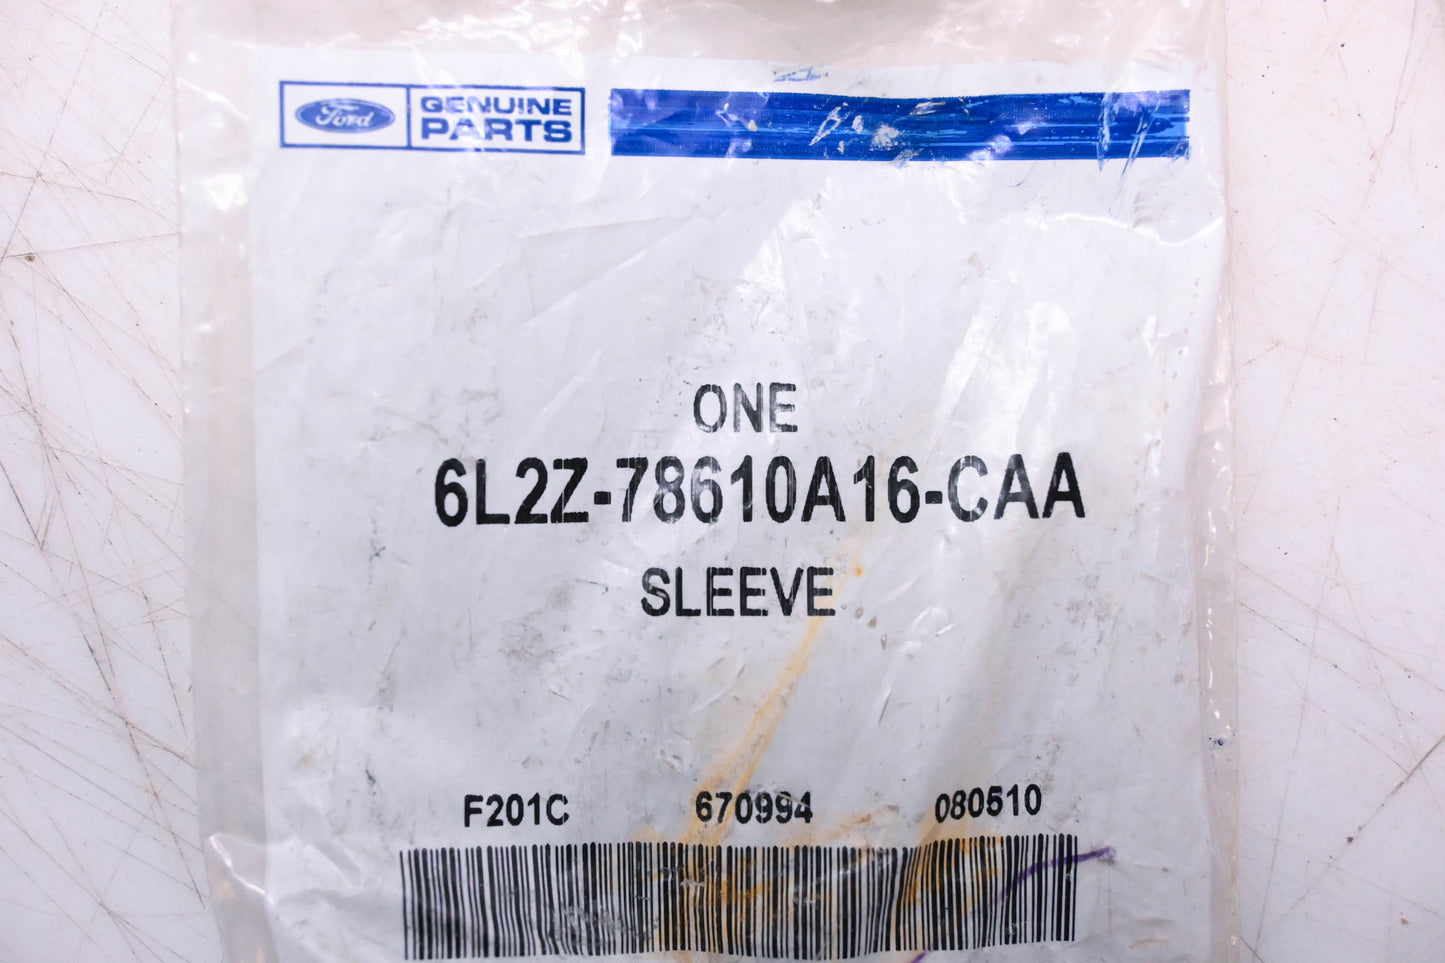 Ford GENUINE
PARTS
ONE
6L2Z-78610A16-CAA
SLEEVE
F201C 670994 080510